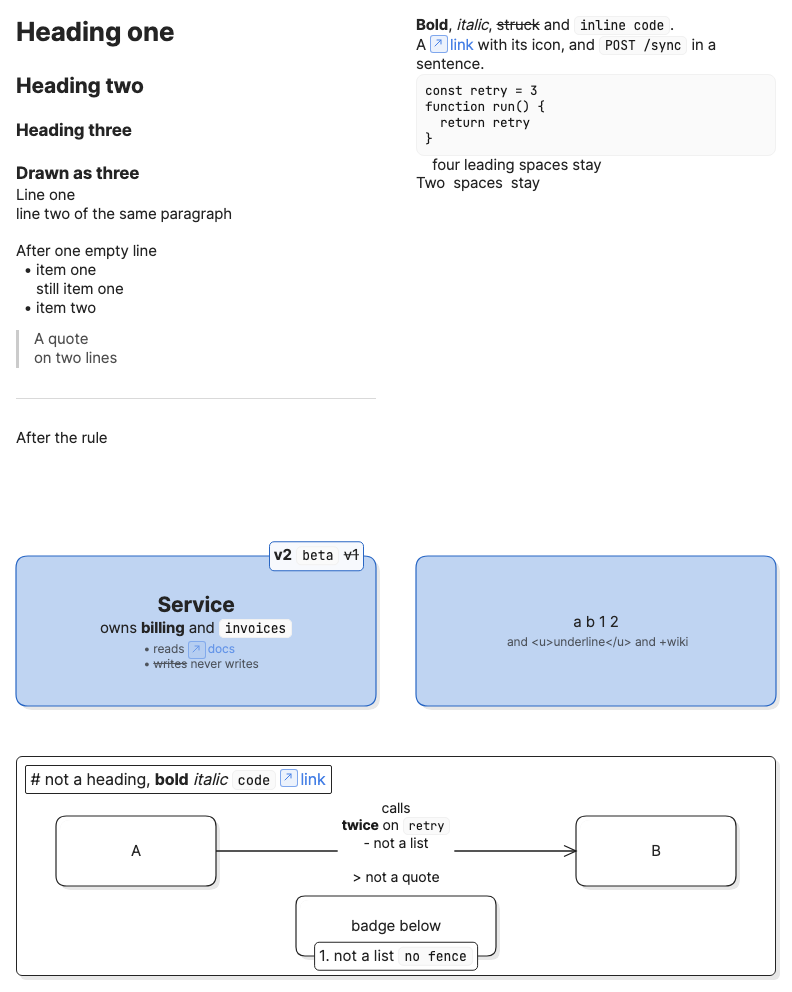 Heading one
Heading two
Heading three
Drawn as three
Line one
line two of the same paragraph
After one empty line
• item one
still item one
• item two
A quote
on two lines
After the rule
Bold, italic, struck and inline code.
A ↗ link with its icon, and POST /sync in a
sentence.
const retry = 3
function run() {
  return retry
}
    four leading spaces stay
Two  spaces  stay
v2 beta v1
Service
owns billing and invoices
• reads ↗ docs
• writes never writes
a b 1 2
and <u>underline</u> and +wiki
# not a heading, bold italic code ↗ link
A
calls
twice on retry
- not a list
> not a quote
B
badge below
1. not a list no fence